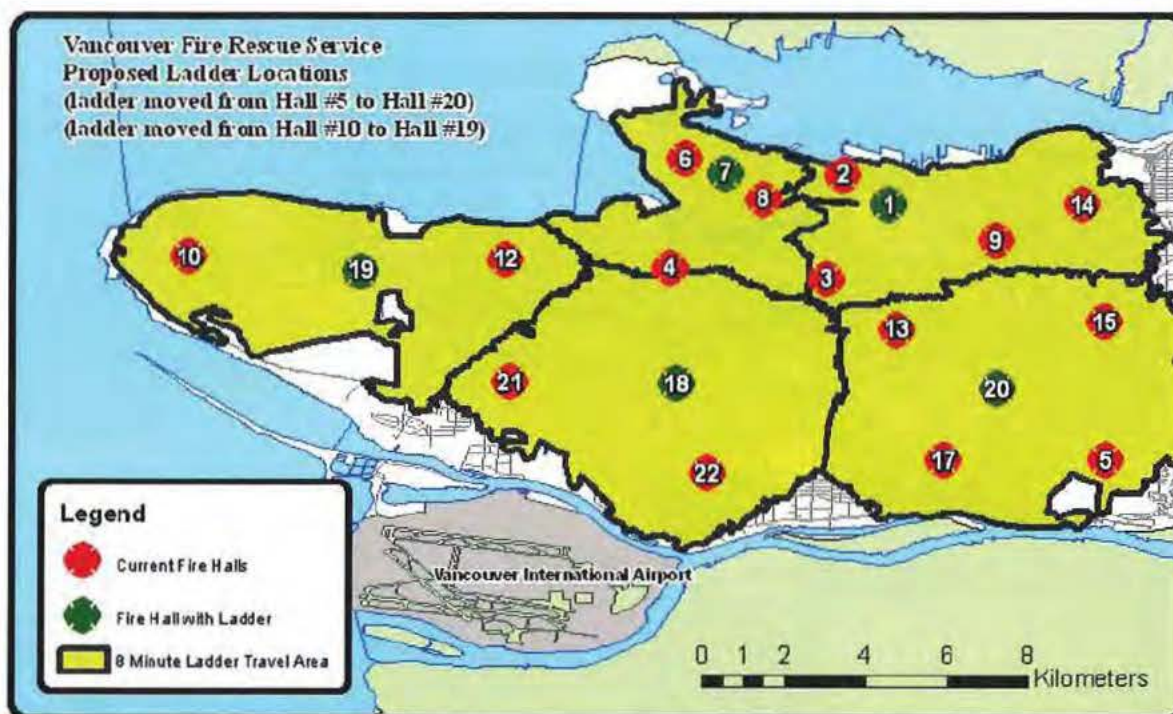 Vancouver Fire Rescue Service
Proposed Ladder Locations
(ladder moved from Hall #5 to Hall #20)
(ladder moved from Hall #10 to Hall #19)
6
7
2
8
1
14
10
19
12
4
3
9
13
15
21
18
20
22
17
5
Legend
Current Fire Halls
Fire Hall with Ladder
8 Minute Ladder Travel Area
Vancouver International Airport
0 1 2 4 6 8
Kilometers